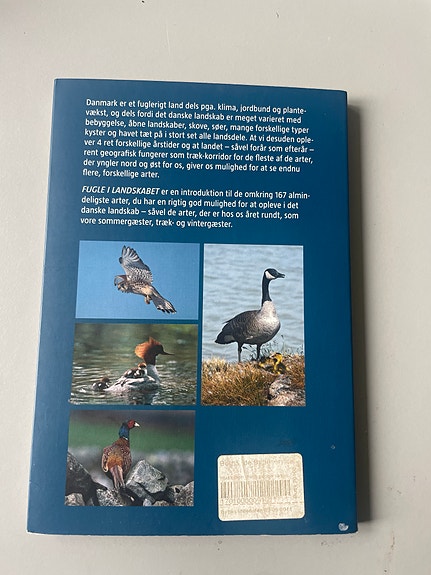 Danmark er et fuglerigt land dels pga. klima, jordbund og plante-
vækst, og dels fordi det danske landskab er meget varieret med
bebyggelse, åbne landskaber, skove, søer, mange forskellige typer
kyster og havet tæt på i stort set alle landsdele. At vi desuden ople-
ver 4 ret forskellige årstider og at landet – såvel forår som efterår –
rent geografisk fungerer som træk-korridor for de fleste af de arter,
der yngler nord og øst for os, giver os mulighed for at se endnu
flere, forskellige arter.
FUGLE I LANDSKABET er en introduktion til de omkring 167 almin-
deligste arter, du har en rigtig god mulighed for at opleve i det
danske landskab – såvel de arter, der er hos os året rundt, som
vore sommergæster, træk- og vintergæster.